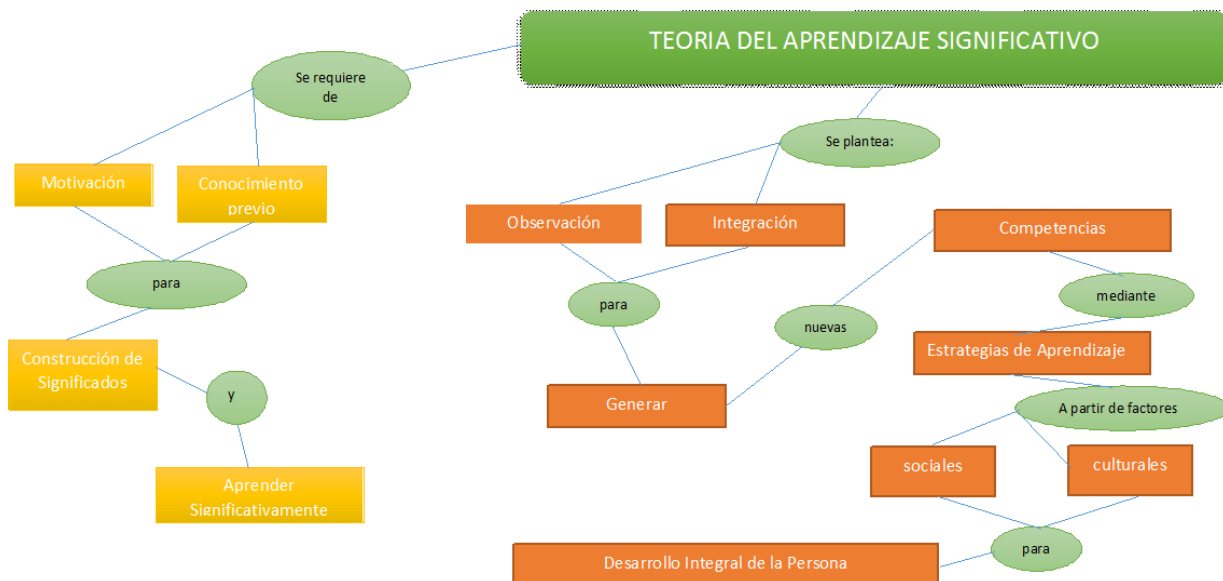 TEORIA DEL APRENDIZAJE SIGNIFICATIVO
Se requiere
de
Motivación
Conocimiento
previo
para
Construcción de
Significados
y
Aprender
Significativamente
Se plantea:
Observación
Integración
para
Generar
nuevas
Competencias
mediante
Estrategias de Aprendizaje
A partir de factores
sociales
culturales
para
Desarrollo Integral de la Persona